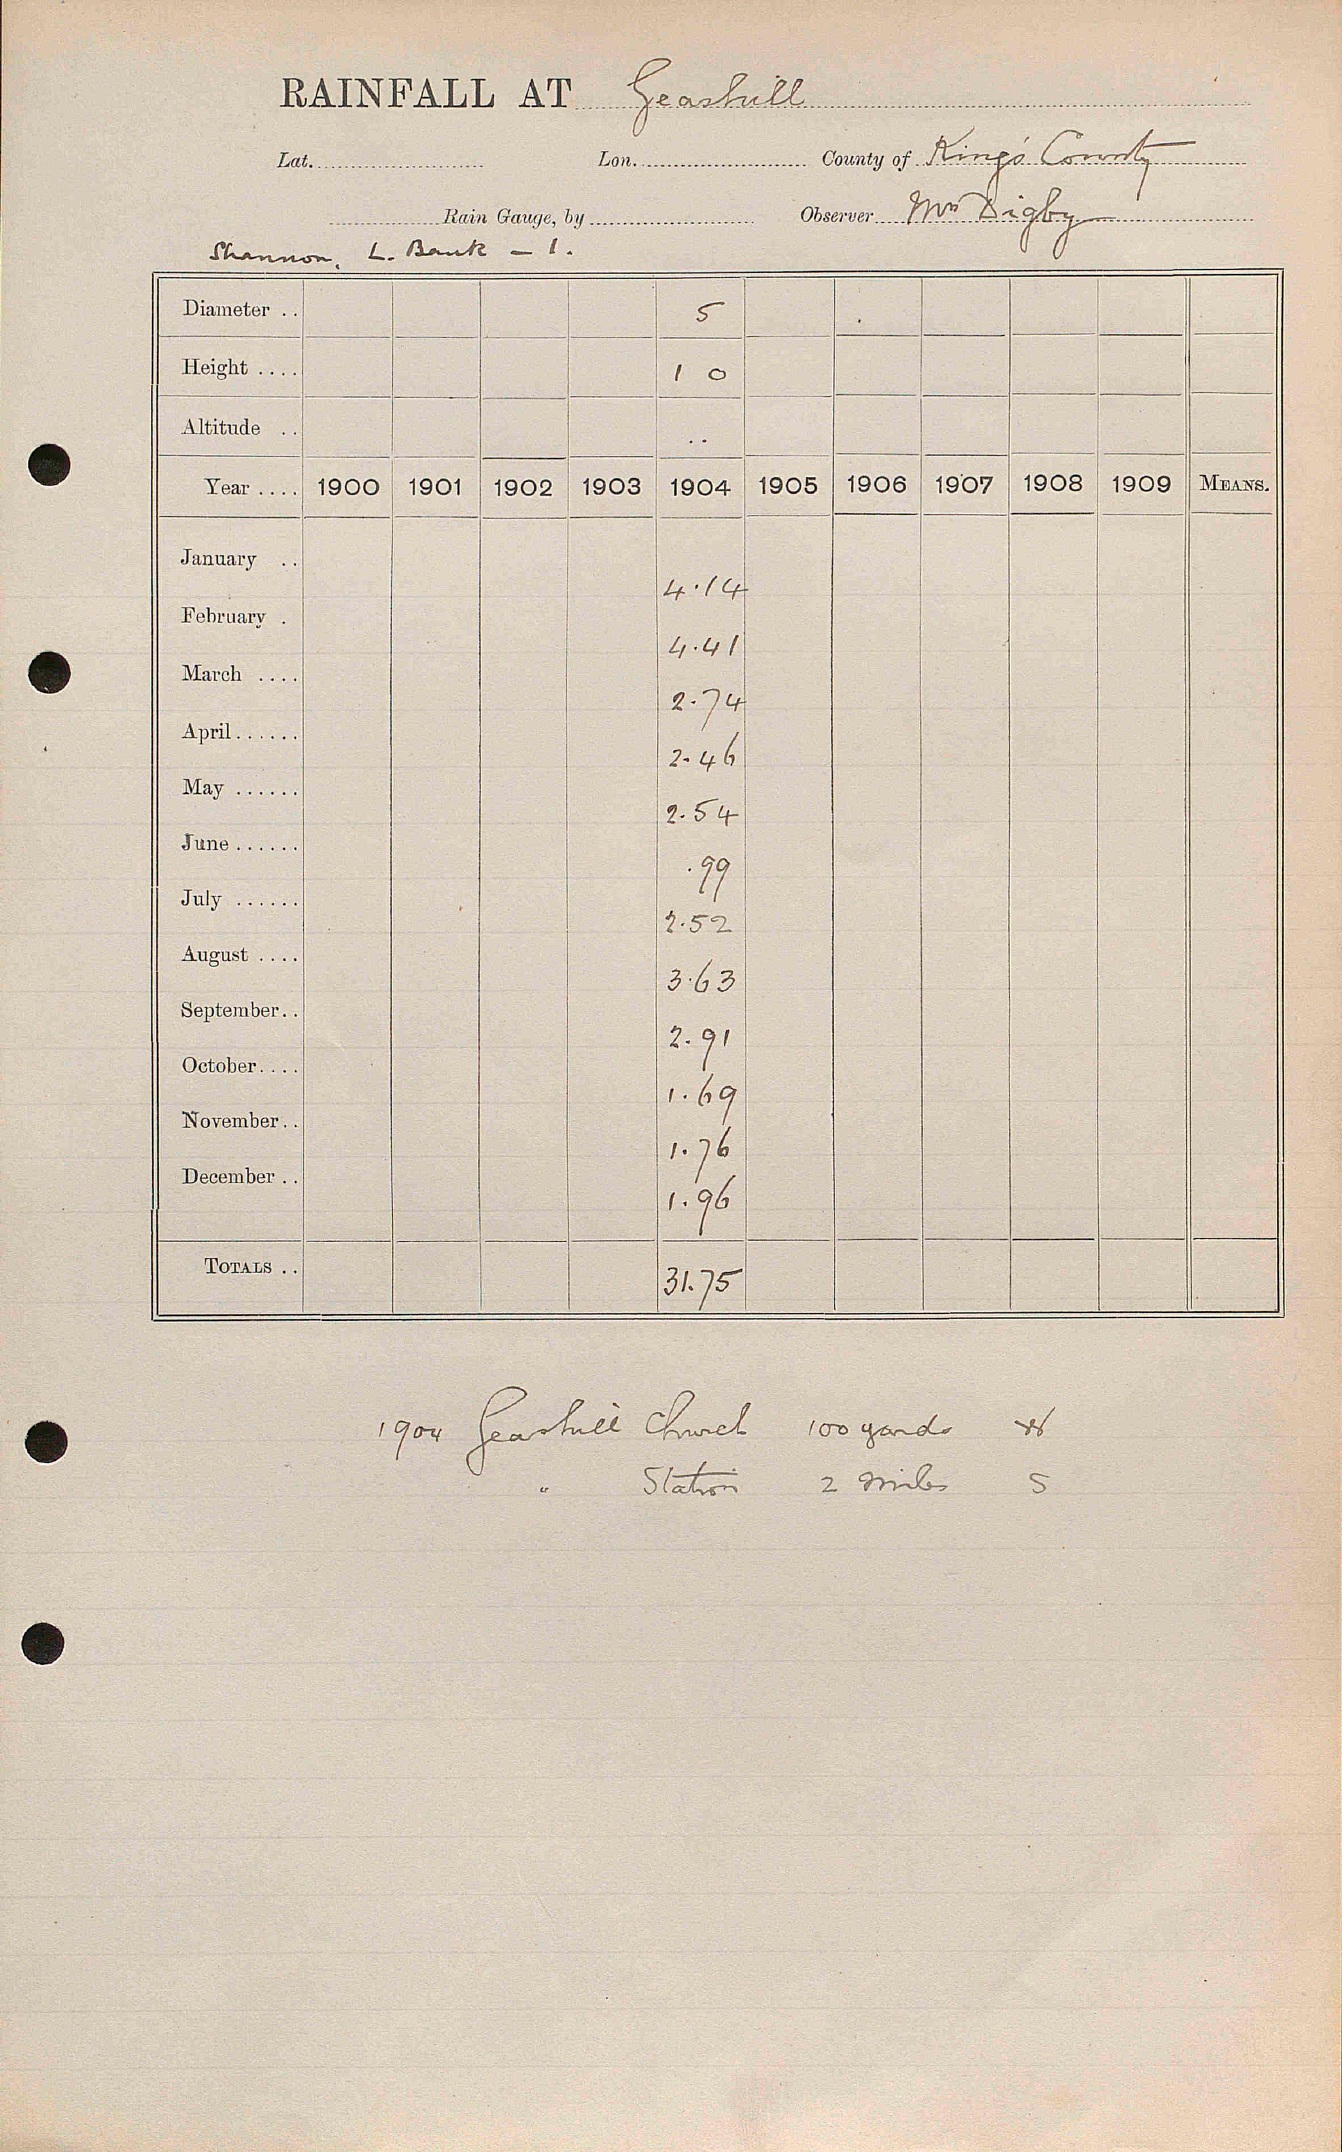 RAINFALL AT Geashill
Lat. Lon. County of King's County
Rain Gauge, by Observer Mrs Digby
Shannon, L. Bank – 1.
Diameter .. 5
Height .... 1 0
Altitude .. ..
Year .... 1900 1901 1902 1903 1904 1905 1906 1907 1908 1909 MEANS.
January ..
4.14
February .
4.41
March ....
2.74
April......
2.46
May ......
2.54
June......
.99
July ......
2.52
August ....
3.63
September..
2.91
October....
1.69
November..
1.76
December..
1.96
TOTALS .. 31.75
1904 Geashill Church 100 yards W
" Station 2 miles S